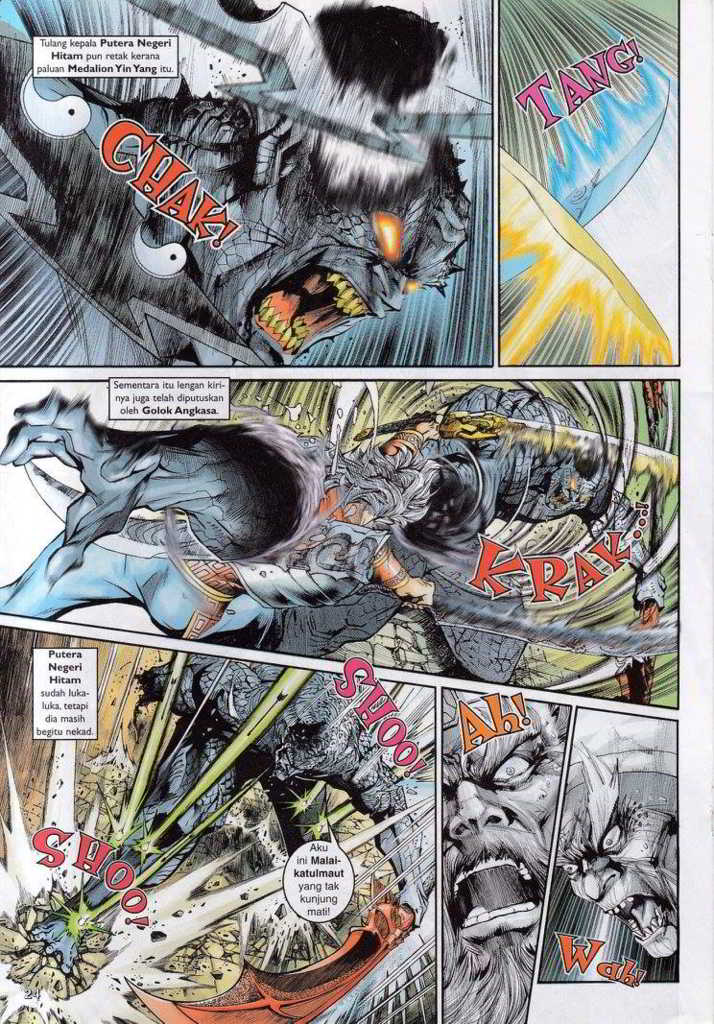 Tulang kepala Putera Negeri
Hitam pun retak kerana
paluan Medalion Yin Yang itu.
CHAK!
TANG!
Sementara itu lengan kiri-
nya juga telah diputuskan
oleh Golok Angkasa.
KRAK...!
Putera
Negeri
Hitam
sudah luka-
luka, tetapi
dia masih
begitu nekad.
SHOO!
SHOO!
Aku
ini Malai-
katulmaut
yang tak
kunjung
mati!
Ah!
Wah!
24